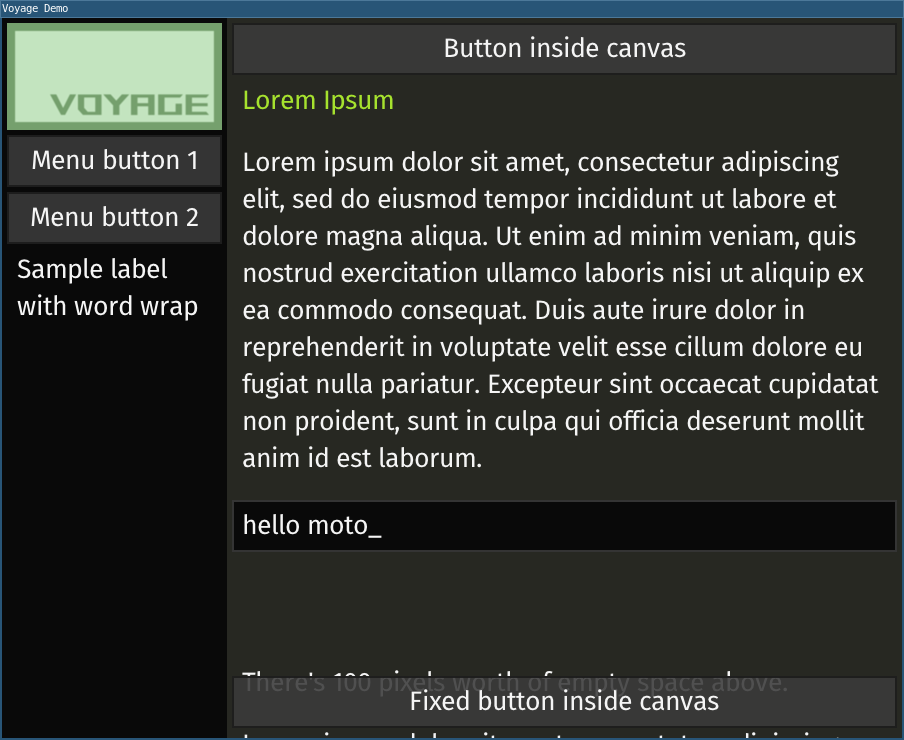 Voyage Demo
VOYAGE
Menu button 1
Menu button 2
Sample label
with word wrap
Button inside canvas
Lorem Ipsum
Lorem ipsum dolor sit amet, consectetur adipiscing
elit, sed do eiusmod tempor incididunt ut labore et
dolore magna aliqua. Ut enim ad minim veniam, quis
nostrud exercitation ullamco laboris nisi ut aliquip ex
ea commodo consequat. Duis aute irure dolor in
reprehenderit in voluptate velit esse cillum dolore eu
fugiat nulla pariatur. Excepteur sint occaecat cupidatat
non proident, sunt in culpa qui officia deserunt mollit
anim id est laborum.
hello moto_
There's 100 pixels worth of empty space above.
Fixed button inside canvas